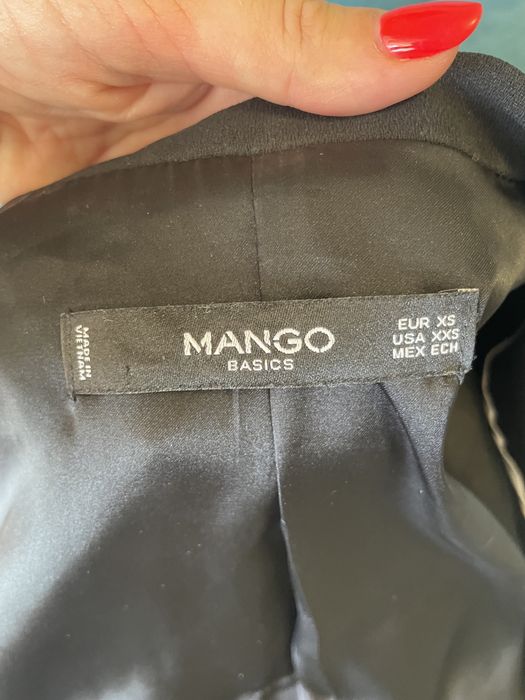 MADE IN
VIETNAM
MANGO
BASICS
EUR XS
USA XXS
MEX ECH